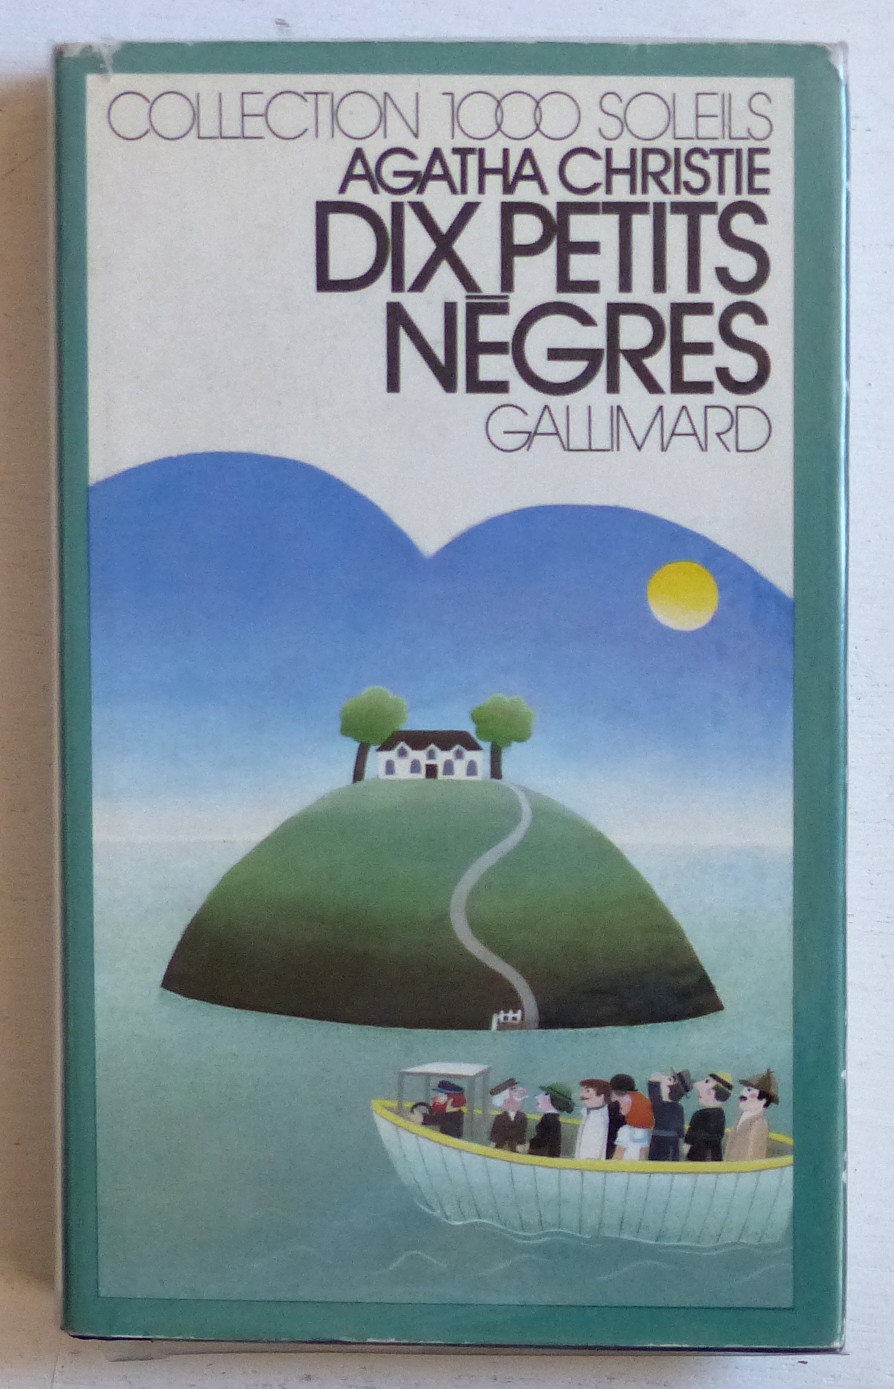 COLLECTION 1000 SOLEILS
AGATHA CHRISTIE
DIX PETITS
NÈGRES
GALLIMARD